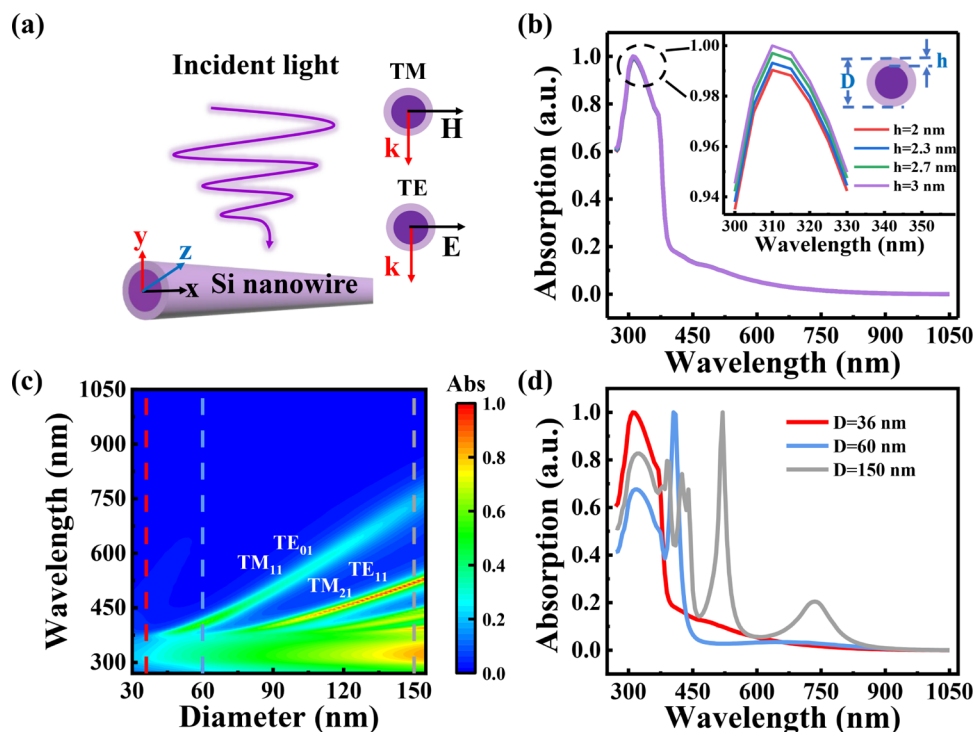 (a)
Incident light
TM
H
k
TE
E
k
y
z
x
Si nanowire
(b)
Absorption (a.u.)
1.0
0.8
0.6
0.4
0.2
0.0
300 450 600 750 900 1050
Wavelength (nm)
1.00
0.98
0.96
0.94
300 310 320 330 340 350
Wavelength (nm)
D
h
h=2 nm
h=2.3 nm
h=2.7 nm
h=3 nm
(c)
Wavelength (nm)
1050
900
750
600
450
300
30 60 90 120 150
Diameter (nm)
TE₀₁
TM₁₁
TE₁₁
TM₂₁
Abs
1.0
0.8
0.6
0.4
0.2
0.0
(d)
Absorption (a.u.)
1.0
0.8
0.6
0.4
0.2
0.0
300 450 600 750 900 1050
Wavelength (nm)
D=36 nm
D=60 nm
D=150 nm